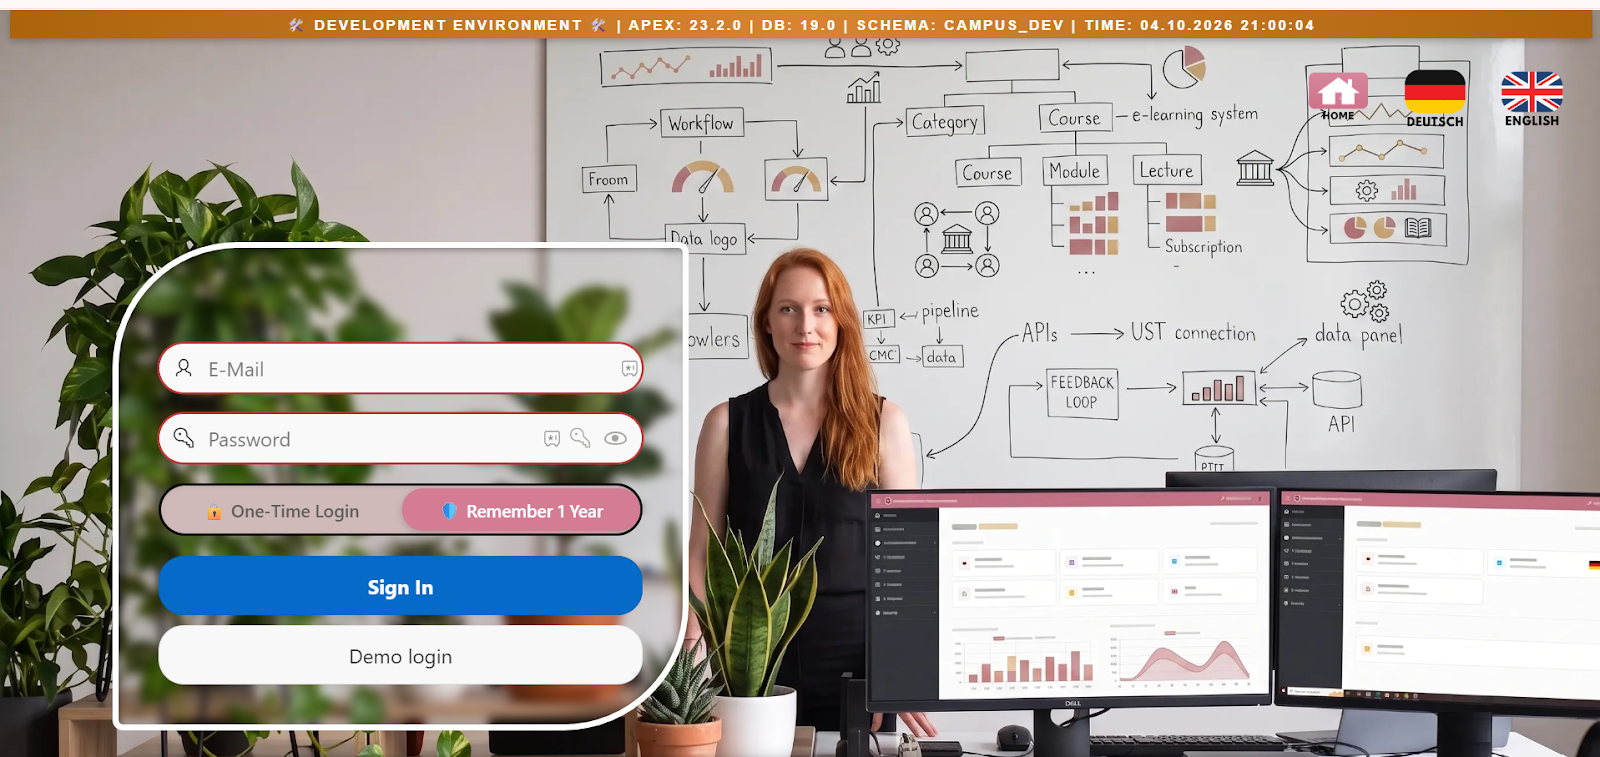 🛠 DEVELOPMENT ENVIRONMENT 🛠 | APEX: 23.2.0 | DB: 19.0 | SCHEMA: CAMPUS_DEV | TIME: 04.10.2026 21:00:04
HOME
DEUTSCH
ENGLISH
Workflow
Category
Course
e-learning system
Froom
Course
Module
Lecture
Data logo
Subscription
...
KPI
pipeline
owlers
CMC
data
APIs
UST connection
data panel
FEEDBACK
LOOP
API
PTIT
E-Mail
Password
One-Time Login
Remember 1 Year
Sign In
Demo login
DELL